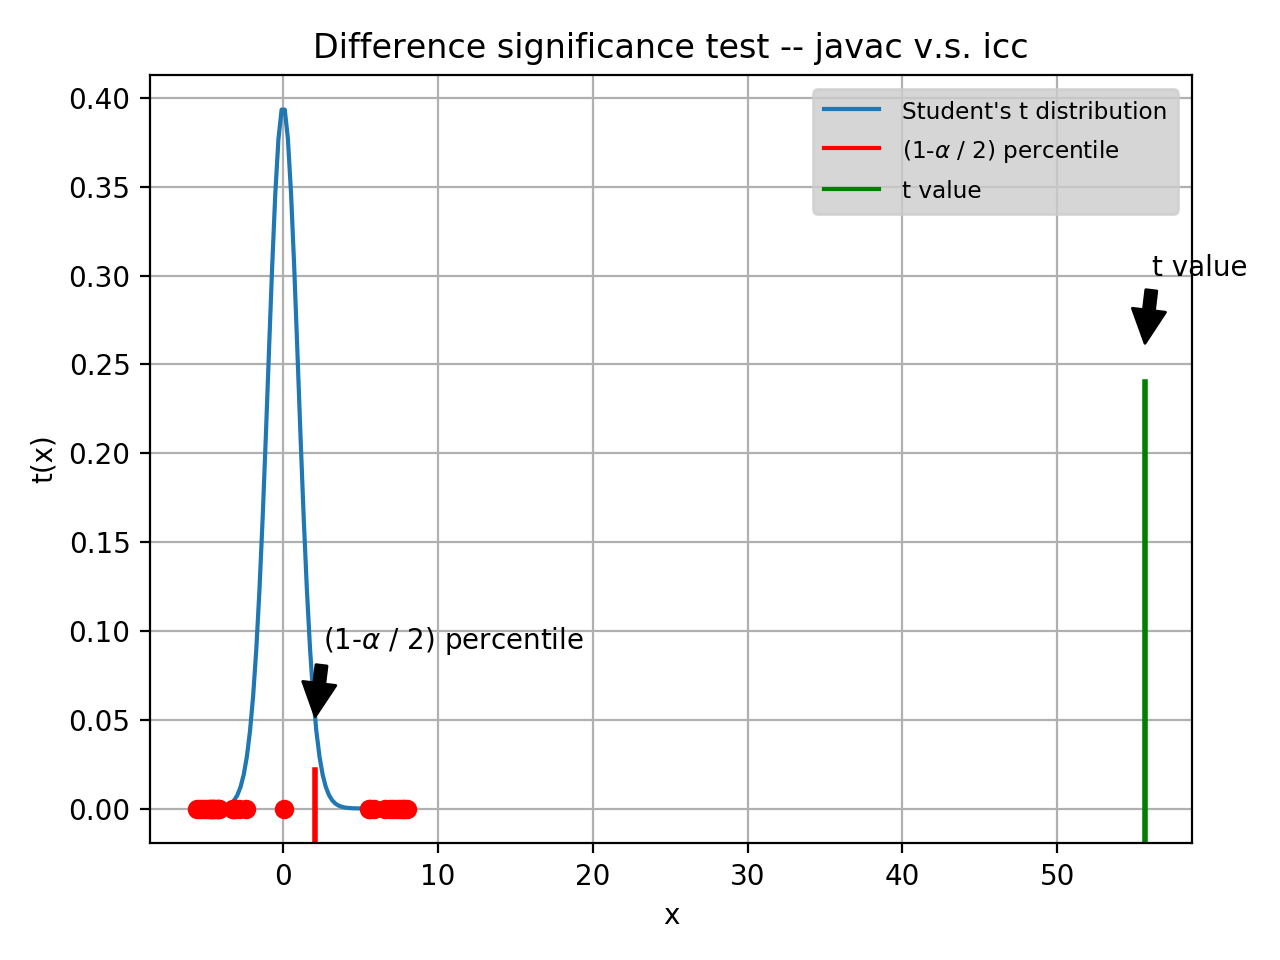 Difference significance test -- javac v.s. icc
0.40
0.35
0.30
0.25
0.20
0.15
0.10
0.05
0.00
t(x)
Student's t distribution
(1-α / 2) percentile
t value
t value
(1-α / 2) percentile
0 10 20 30 40 50
x